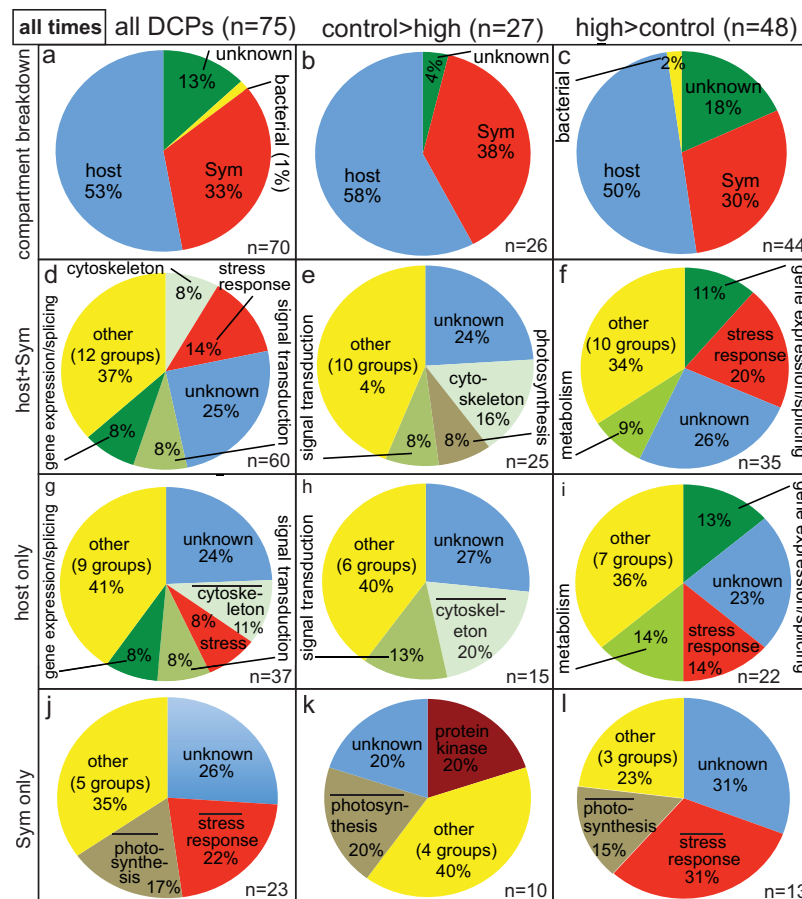 all times
all DCPs (n=75)
control>high (n=27)
high>control (n=48)
compartment breakdown
a
unknown
13%
bacterial (1%)
host
53%
Sym
33%
n=70
b
unknown
4%
Sym
38%
host
58%
n=26
c
bacterial
2%
unknown
18%
host
50%
Sym
30%
n=44
host+Sym
d
cytoskeleton
8%
stress
response
14%
signal transduction
gene expression/splicing
other
(12 groups)
37%
unknown
25%
8%
8%
n=60
e
signal transduction
other
(10 groups)
4%
unknown
24%
photosynthesis
cyto-
skeleton
16%
8%
8%
n=25
f
metabolism
other
(10 groups)
34%
11%
gene expression/splicing
stress
response
20%
9%
unknown
26%
n=35
host only
g
gene expression/splicing
other
(9 groups)
41%
unknown
24%
signal transduction
cytoske-
leton
11%
8%
stress
8%
8%
n=37
h
signal transduction
other
(6 groups)
40%
unknown
27%
cytoskel-
eton
20%
13%
n=15
i
metabolism
other
(7 groups)
36%
13%
gene expression/splicing
unknown
23%
14%
stress
response
14%
n=22
Sym only
j
other
(5 groups)
35%
unknown
26%
photo-
synthe-
sis
17%
stress
response
22%
n=23
k
unknown
20%
protein
kinase
20%
photosyn-
thesis
20%
other
(4 groups)
40%
n=10
l
other
(3 groups)
23%
unknown
31%
photo-
synthesis
15%
stress
response
31%
n=13